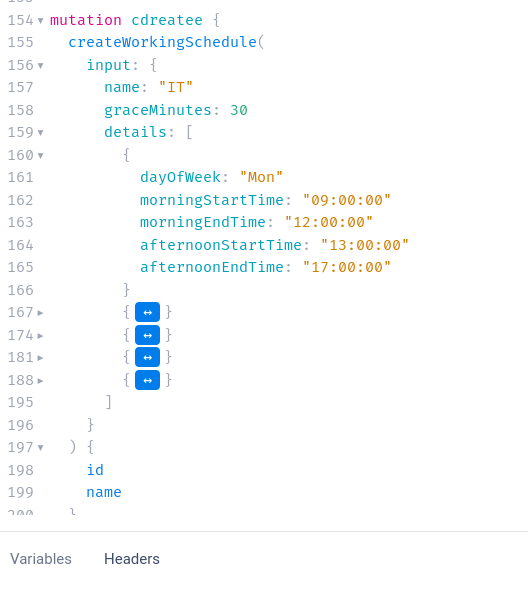 154 mutation cdreatee {
155 createWorkingSchedule(
156 input: {
157 name: "IT"
158 graceMinutes: 30
159 details: [
160 {
161 dayOfWeek: "Mon"
162 morningStartTime: "09:00:00"
163 morningEndTime: "12:00:00"
164 afternoonStartTime: "13:00:00"
165 afternoonEndTime: "17:00:00"
166 }
167 { ↔ }
174 { ↔ }
181 { ↔ }
188 { ↔ }
195 ]
196 }
197 ) {
198 id
199 name
200 }
Variables Headers